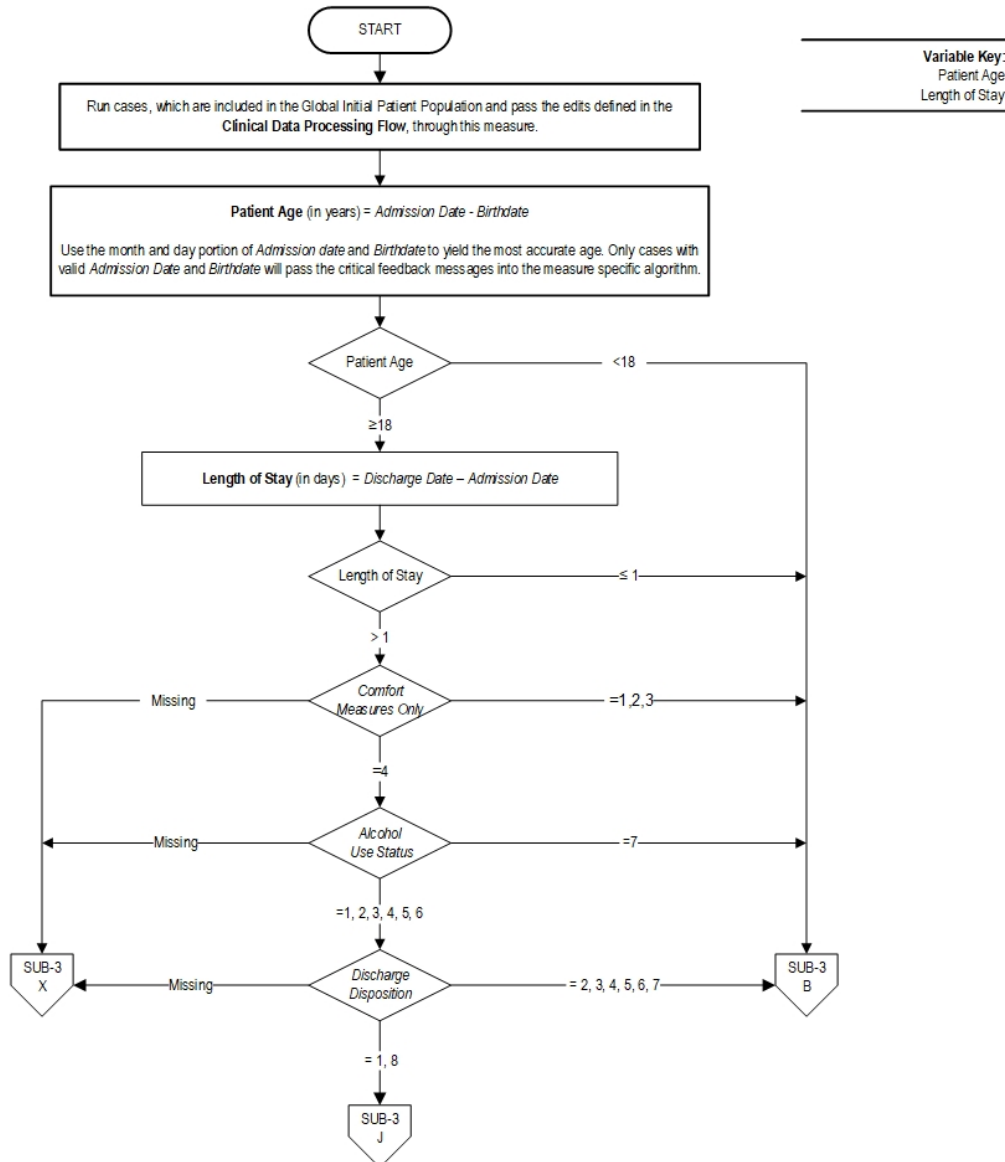 START
Variable Key:
Patient Age
Length of Stay
Run cases, which are included in the Global Initial Patient Population and pass the edits defined in the
Clinical Data Processing Flow, through this measure.
Patient Age (in years) = Admission Date - Birthdate
Use the month and day portion of Admission date and Birthdate to yield the most accurate age. Only cases with
valid Admission Date and Birthdate will pass the critical feedback messages into the measure specific algorithm.
Patient Age
<18
≥18
Length of Stay (in days) = Discharge Date – Admission Date
Length of Stay
≤ 1
> 1
Missing
Comfort
Measures Only
=1,2,3
=4
Missing
Alcohol
Use Status
=7
=1, 2, 3, 4, 5, 6
SUB-3
X
Missing
Discharge
Disposition
= 2, 3, 4, 5, 6, 7
SUB-3
B
= 1, 8
SUB-3
J